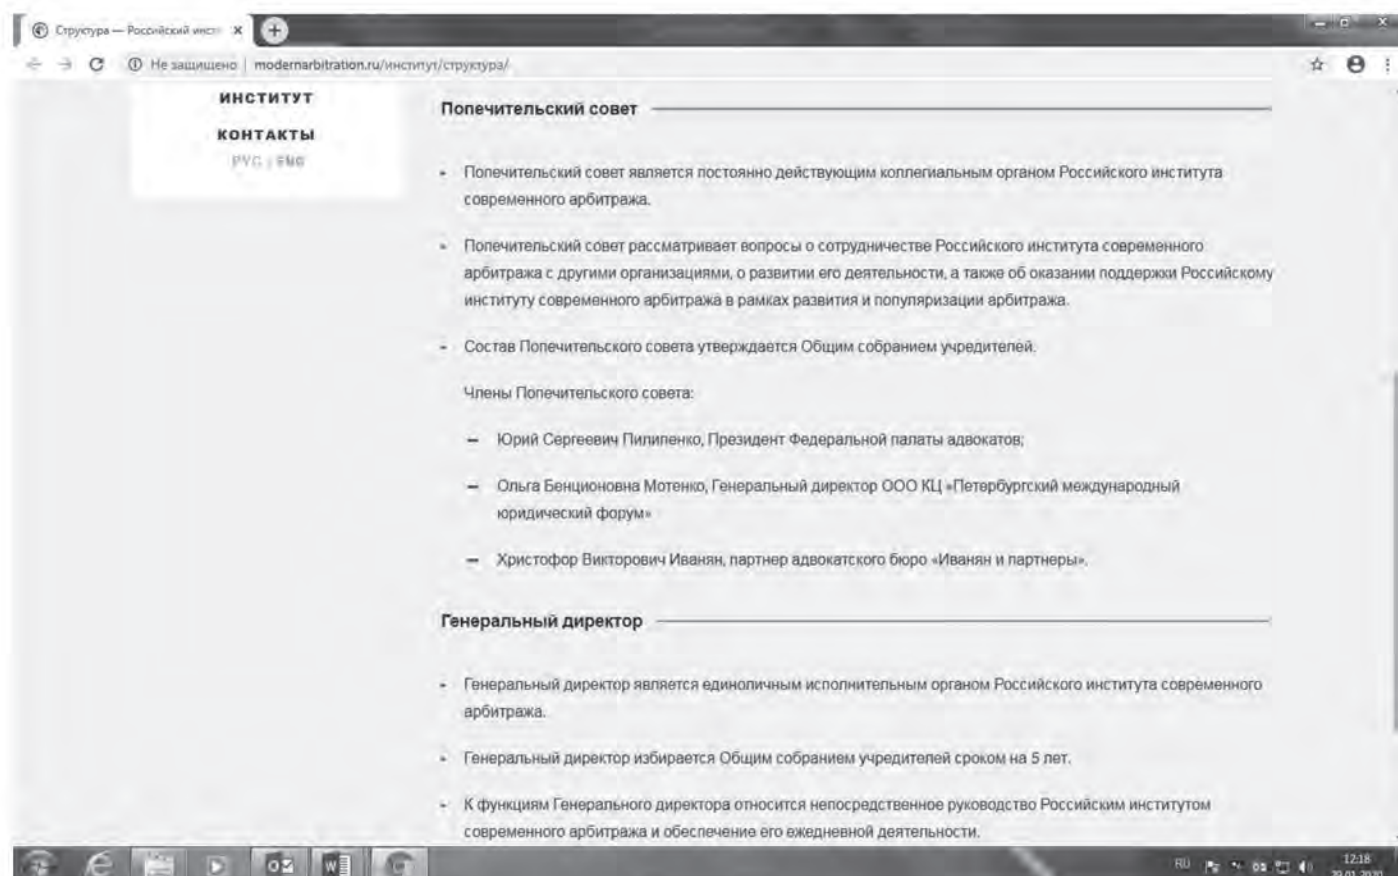 Структура — Российский инст
Не защищено | modernarbitration.ru/институт/структура/
ИНСТИТУТ
КОНТАКТЫ
РУС | ENG
Попечительский совет
- Попечительский совет является постоянно действующим коллегиальным органом Российского института
современного арбитража.
- Попечительский совет рассматривает вопросы о сотрудничестве Российского института современного
арбитража с другими организациями, о развитии его деятельности, а также об оказании поддержки Российскому
институту современного арбитража в рамках развития и популяризации арбитража.
- Состав Попечительского совета утверждается Общим собранием учредителей.
Члены Попечительского совета:
— Юрий Сергеевич Пилипенко, Президент Федеральной палаты адвокатов;
— Ольга Бенционовна Мотенко, Генеральный директор ООО КЦ «Петербургский международный
юридический форум»
— Христофор Викторович Иванян, партнер адвокатского бюро «Иванян и партнеры».
Генеральный директор
- Генеральный директор является единоличным исполнительным органом Российского института современного
арбитража.
- Генеральный директор избирается Общим собранием учредителей сроком на 5 лет.
- К функциям Генерального директора относится непосредственное руководство Российским институтом
современного арбитража и обеспечение его ежедневной деятельности.
RU
12:18
29.01.2020